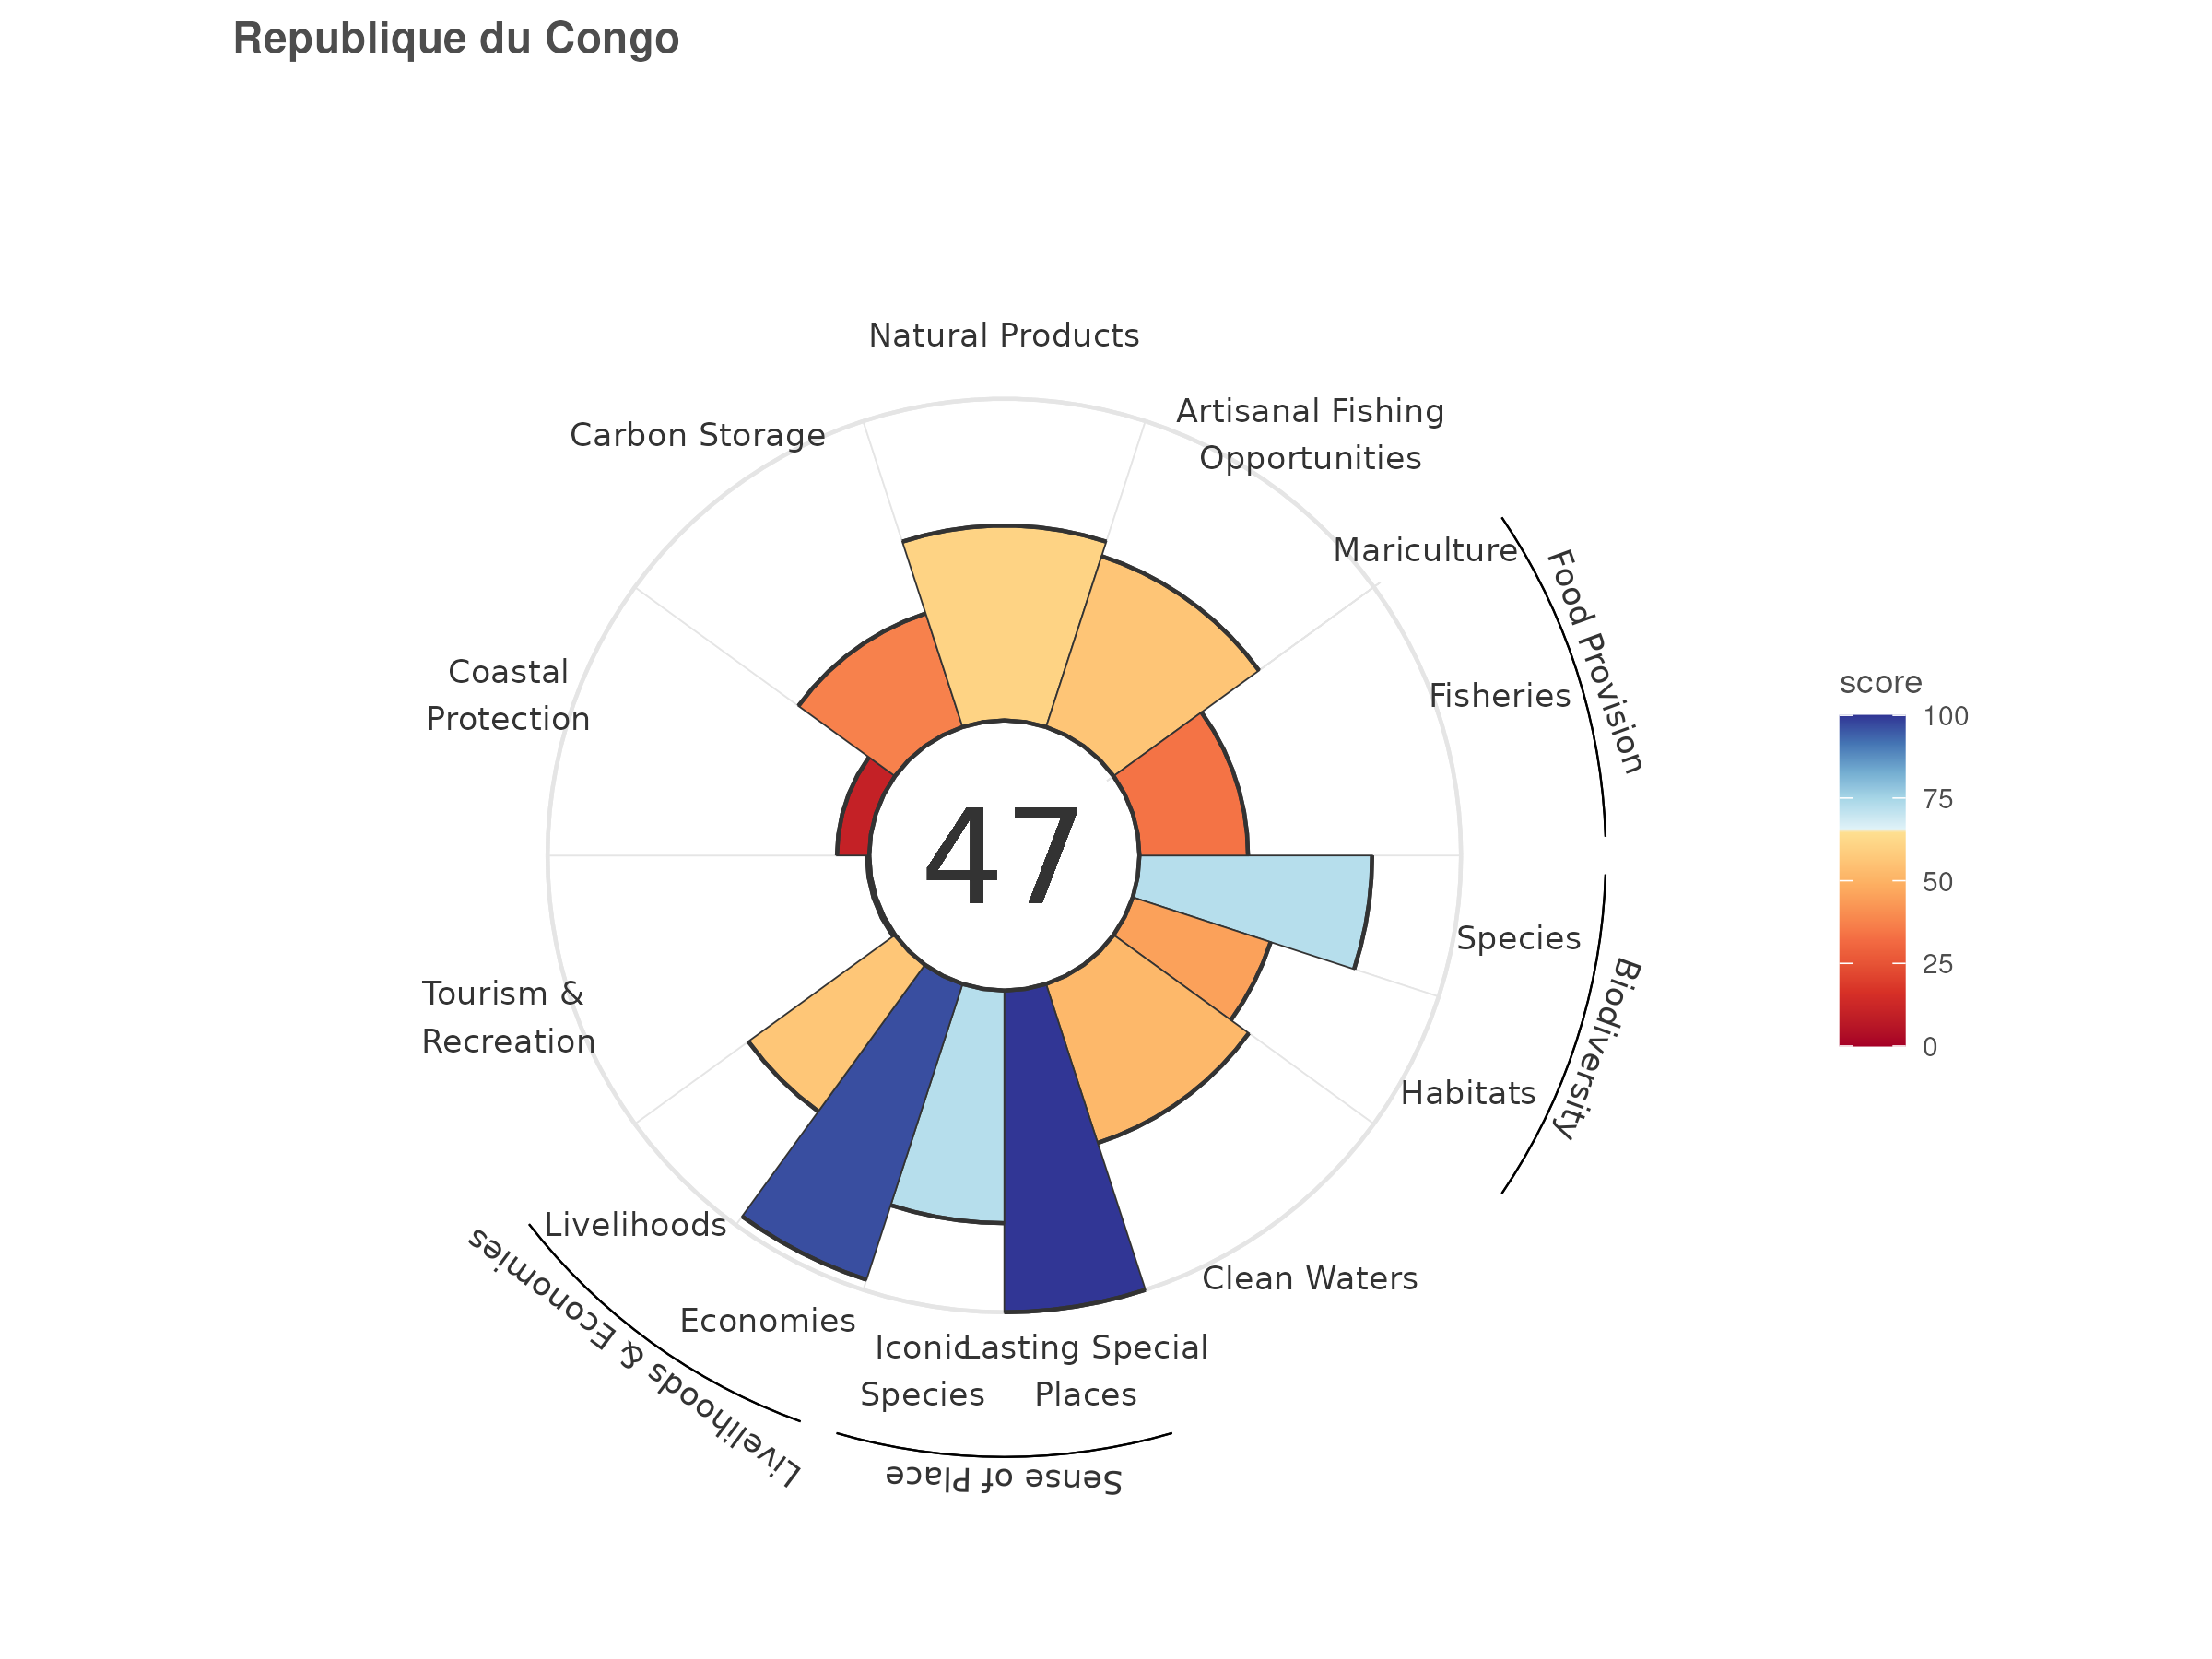 Republique du Congo
Natural Products
Artisanal Fishing
Opportunities
Carbon Storage
Mariculture
Food Provision
Fisheries
Coastal
Protection
score
100
75
50
25
0
47
Species
Biodiversity
Habitats
Tourism &
Recreation
Livelihoods
Clean Waters
Economies
Livelihoods & Economies
Iconic
Species
Lasting Special
Places
Sense of Place